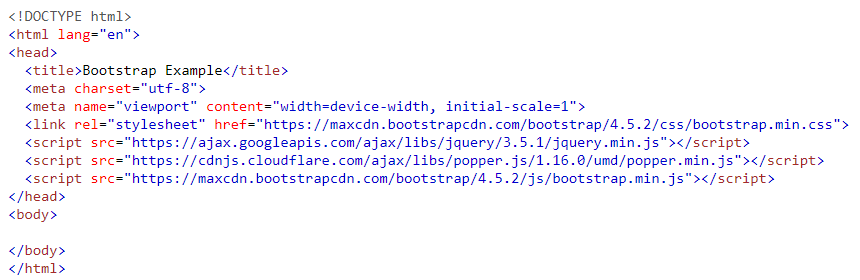 <!DOCTYPE html>
<html lang="en">
<head>
  <title>Bootstrap Example</title>
  <meta charset="utf-8">
  <meta name="viewport" content="width=device-width, initial-scale=1">
  <link rel="stylesheet" href="https://maxcdn.bootstrapcdn.com/bootstrap/4.5.2/css/bootstrap.min.css">
  <script src="https://ajax.googleapis.com/ajax/libs/jquery/3.5.1/jquery.min.js"></script>
  <script src="https://cdnjs.cloudflare.com/ajax/libs/popper.js/1.16.0/umd/popper.min.js"></script>
  <script src="https://maxcdn.bootstrapcdn.com/bootstrap/4.5.2/js/bootstrap.min.js"></script>
</head>
<body>

</body>
</html>